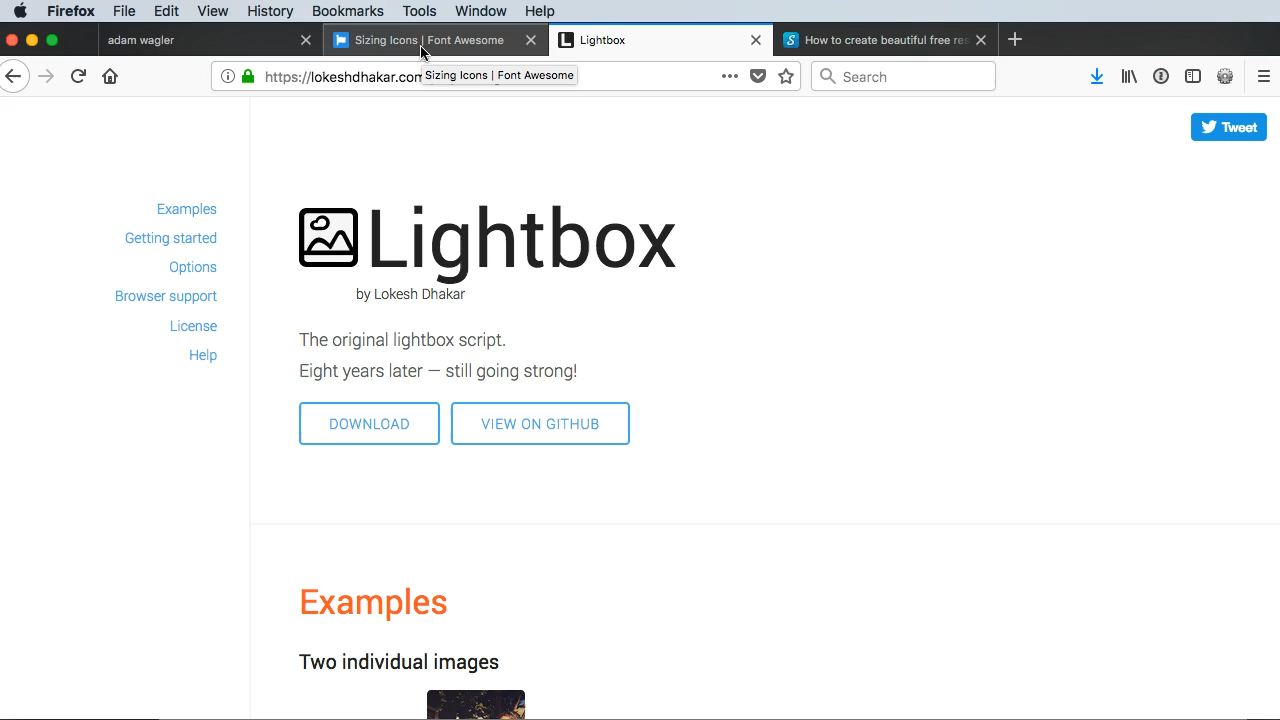 Firefox File Edit View History Bookmarks Tools Window Help
adam wagler
Sizing Icons | Font Awesome
Lightbox
How to create beautiful free res
https://lokeshdhakar.com
Sizing Icons | Font Awesome
Search
Tweet
Examples
Getting started
Options
Browser support
License
Help
Lightbox
by Lokesh Dhakar
The original lightbox script.
Eight years later — still going strong!
DOWNLOAD
VIEW ON GITHUB
Examples
Two individual images